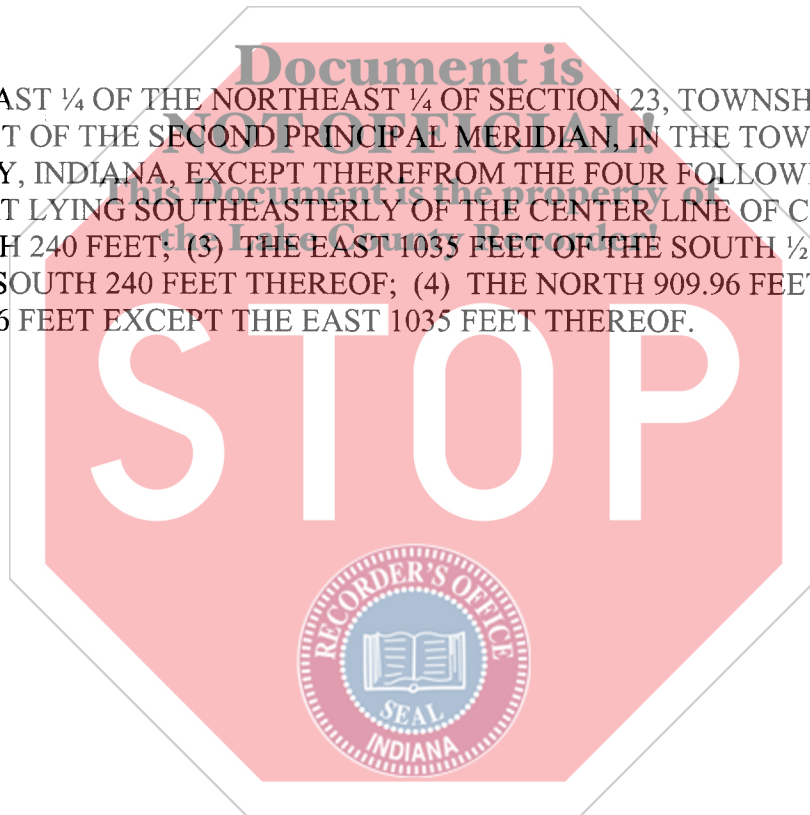 Document is
AST ¼ OF THE NORTHEAST ¼ OF SECTION 23, TOWNSH
NOT OFFICIAL!
T OF THE SECOND PRINCIPAL MERIDIAN, IN THE TOW
Y, INDIANA, EXCEPT THEREFROM THE FOUR FOLLOW
This Document is the property of
T LYING SOUTHEASTERLY OF THE CENTER LINE OF C
the Lake County Recorder!
H 240 FEET; (3) THE EAST 1035 FEET OF THE SOUTH ½
SOUTH 240 FEET THEREOF; (4) THE NORTH 909.96 FEET
6 FEET EXCEPT THE EAST 1035 FEET THEREOF.
STOP
RECORDER'S OFFICE
SEAL
INDIANA